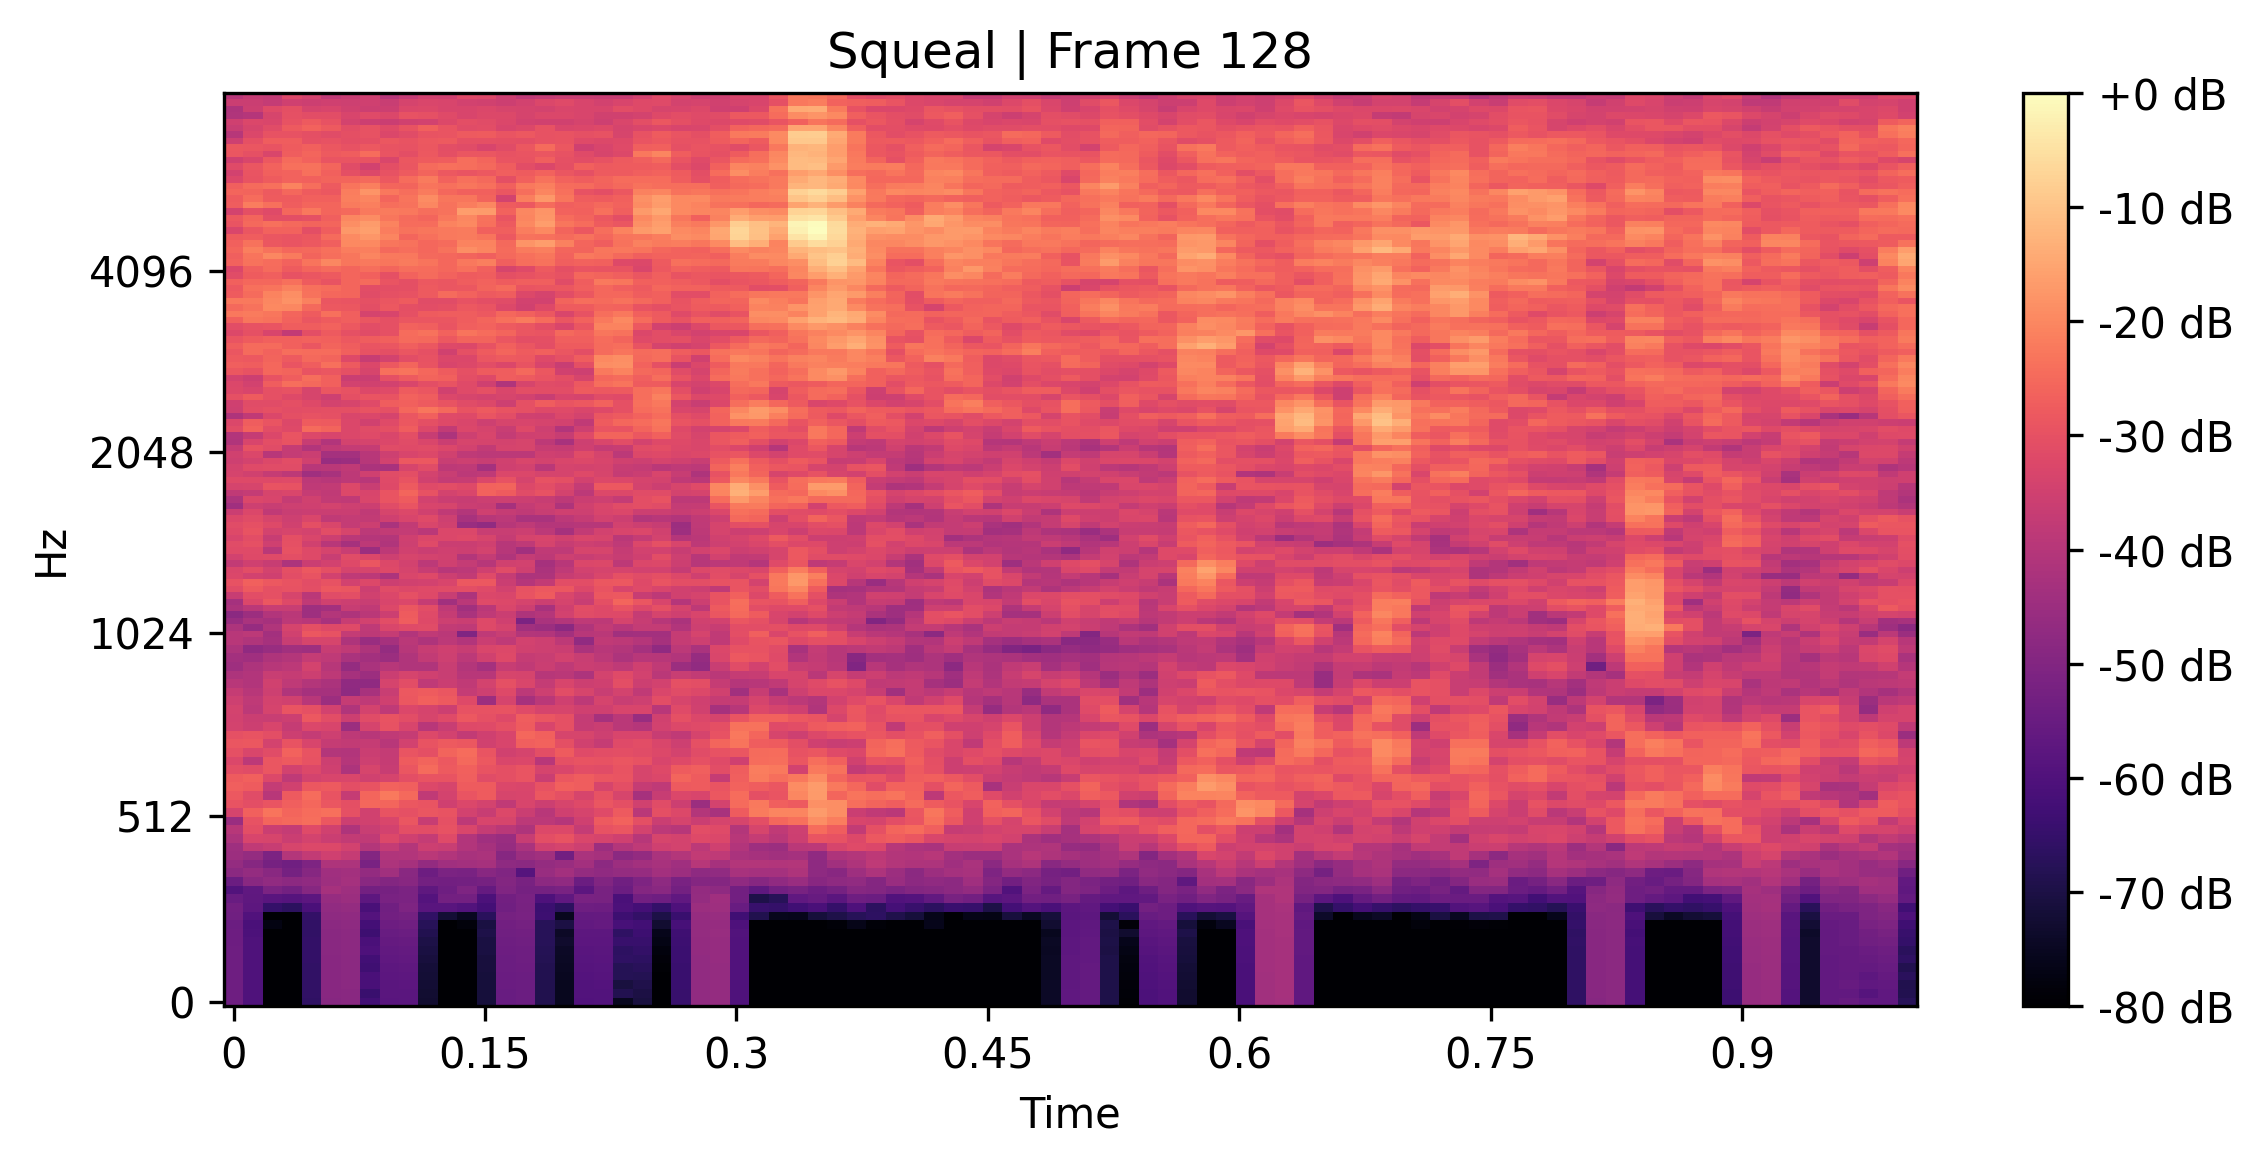 Squeal | Frame 128
+0 dB
-10 dB
-20 dB
-30 dB
-40 dB
-50 dB
-60 dB
-70 dB
-80 dB
Hz
4096
2048
1024
512
0
0 0.15 0.3 0.45 0.6 0.75 0.9
Time